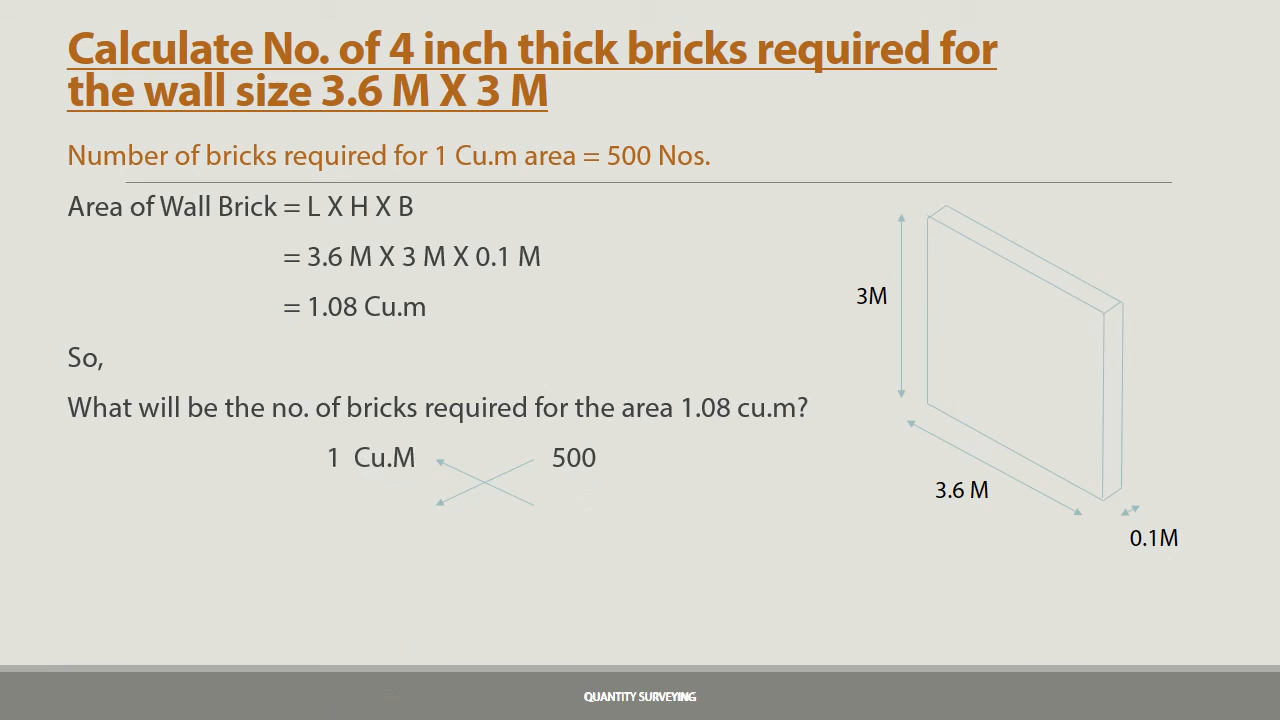 Calculate No. of 4 inch thick bricks required for
the wall size 3.6 M X 3 M
Number of bricks required for 1 Cu.m area = 500 Nos.
Area of Wall Brick = L X H X B
= 3.6 M X 3 M X 0.1 M
= 1.08 Cu.m
So,
What will be the no. of bricks required for the area 1.08 cu.m?
1 Cu.M 500
3M
3.6 M
0.1M
QUANTITY SURVEYING